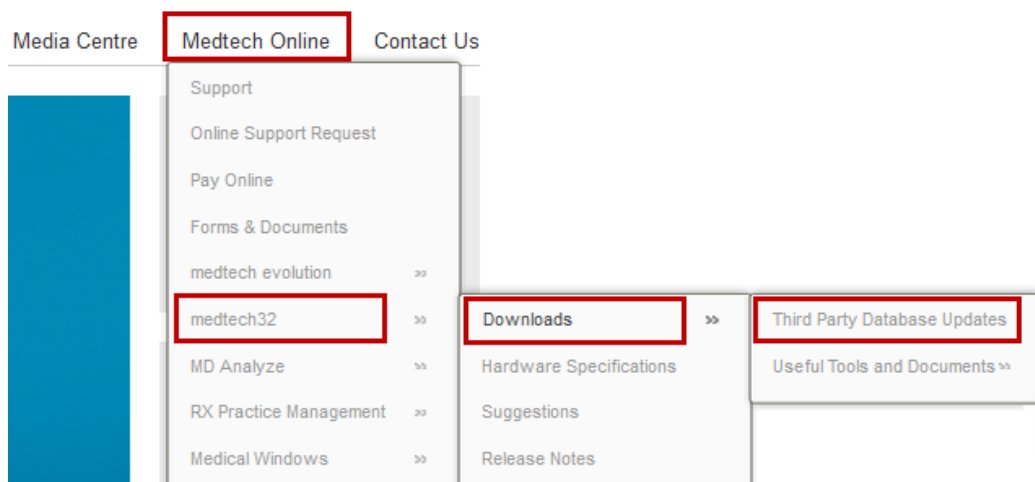 Media Centre Medtech Online Contact Us
Support
Online Support Request
Pay Online
Forms & Documents
medtech evolution »
medtech32 »
MD Analyze »
RX Practice Management »
Medical Windows »
Downloads »
Hardware Specifications
Suggestions
Release Notes
Third Party Database Updates
Useful Tools and Documents »